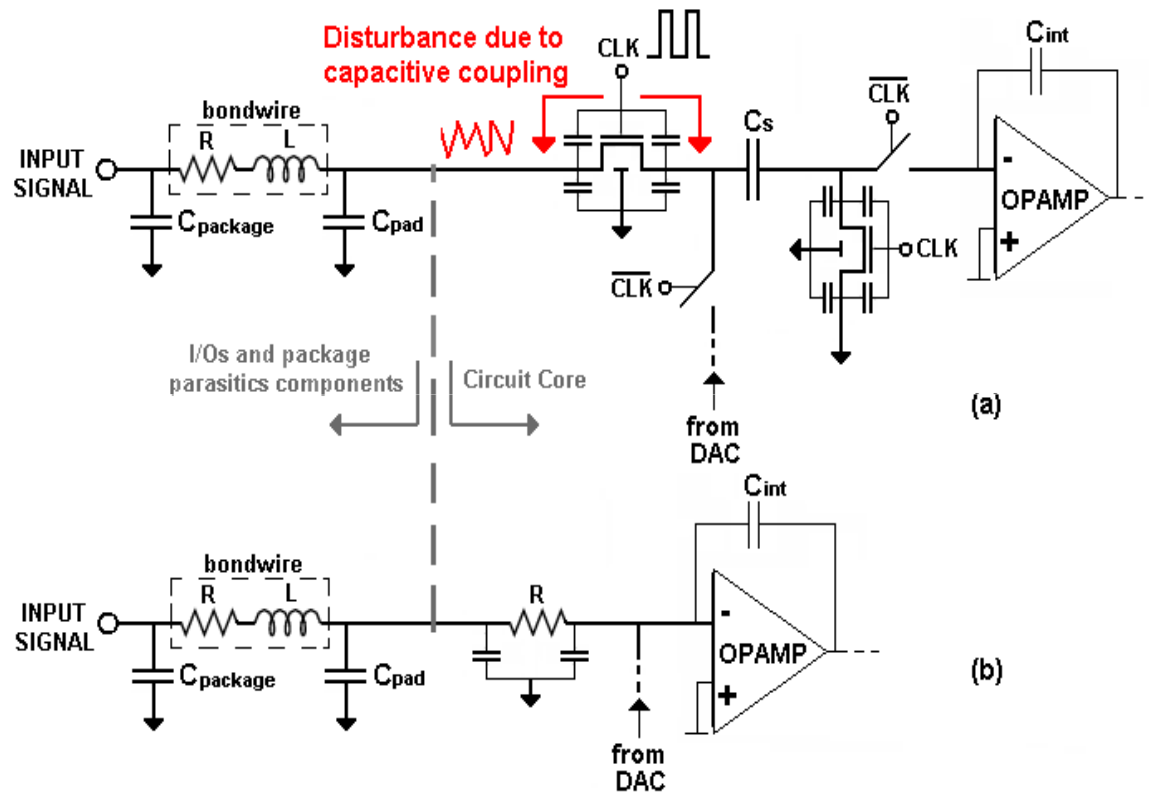 Disturbance due to
capacitive coupling
CLK
Cint
bondwire
R L
CLK
Cs
INPUT
SIGNAL
Cpackage
Cpad
-
OPAMP
+
CLK
CLK
I/Os and package
parasitics components
Circuit Core
(a)
from
DAC
Cint
bondwire
R L
R
INPUT
SIGNAL
Cpackage
Cpad
-
OPAMP
+
(b)
from
DAC